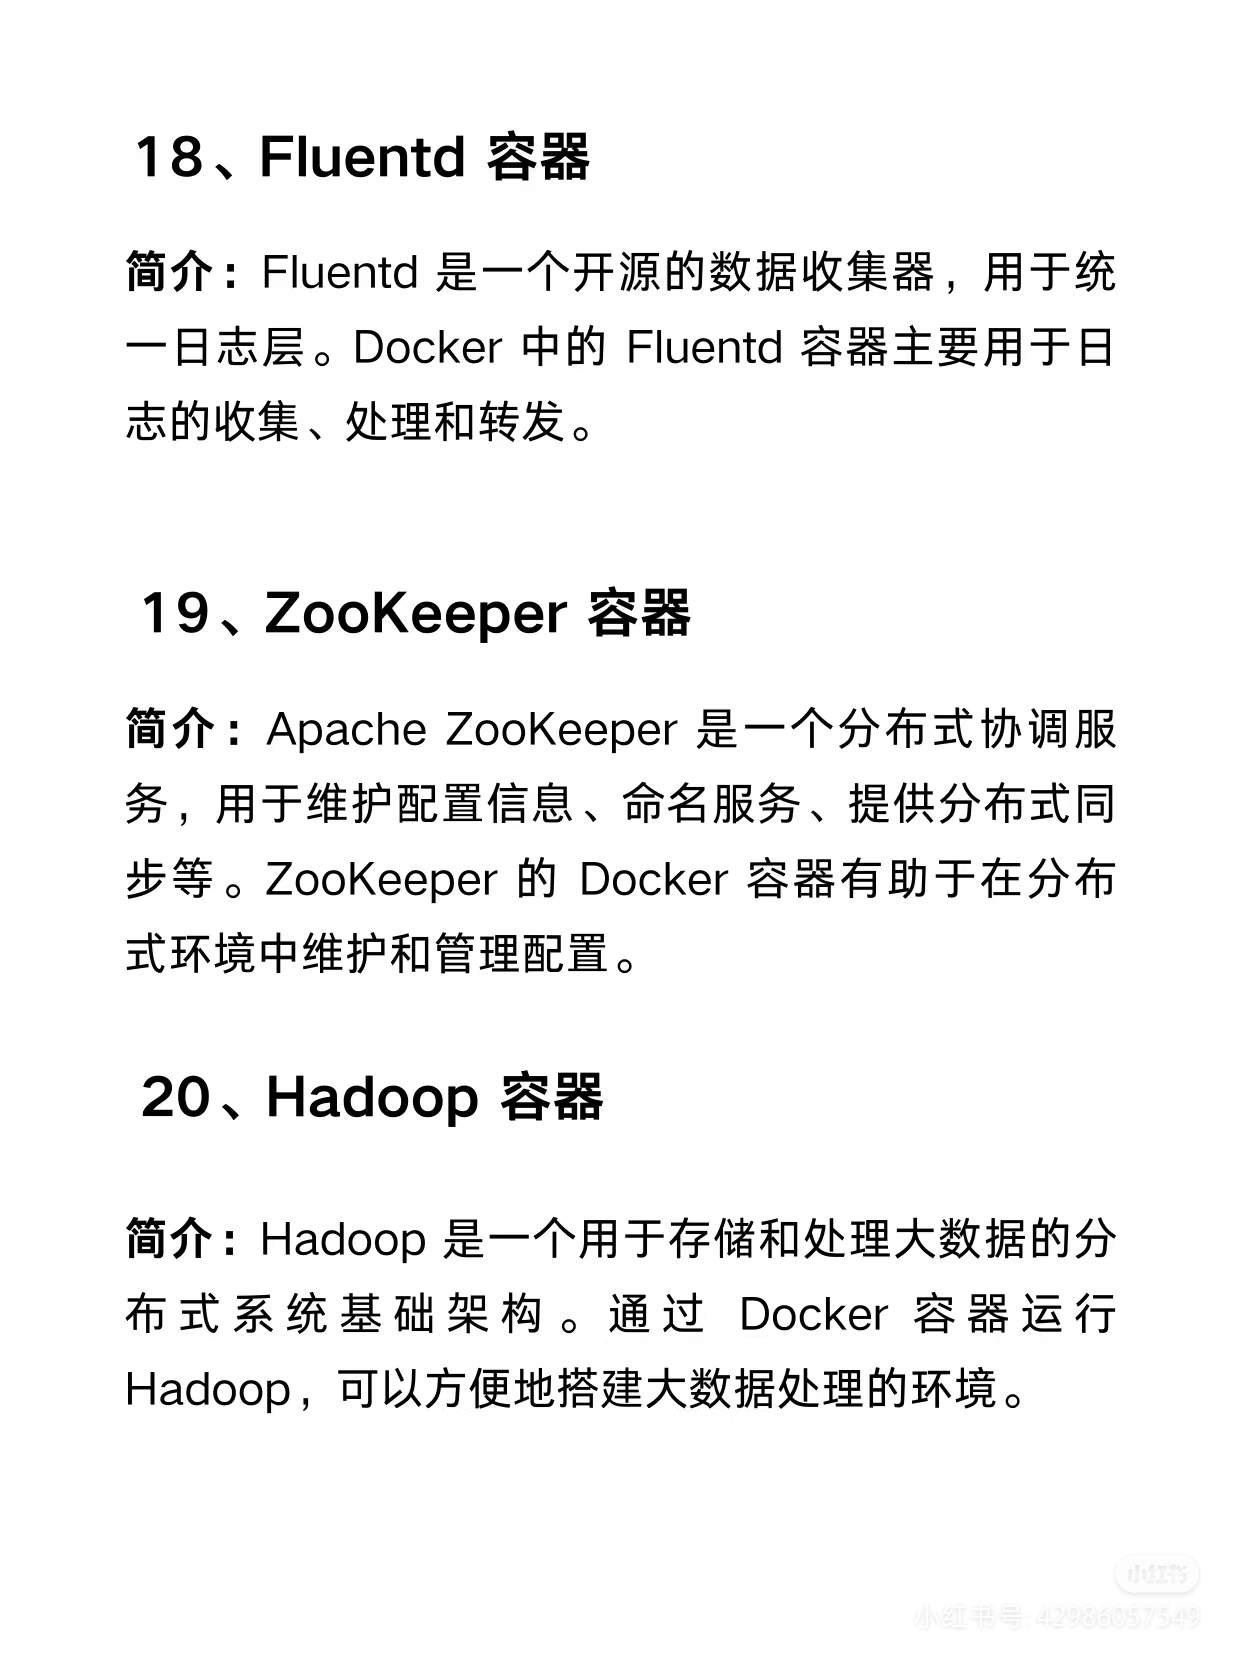 18、Fluentd 容器
简介：Fluentd 是一个开源的数据收集器，用于统
一日志层。Docker 中的 Fluentd 容器主要用于日
志的收集、处理和转发。
19、ZooKeeper 容器
简介：Apache ZooKeeper 是一个分布式协调服
务，用于维护配置信息、命名服务、提供分布式同
步等。ZooKeeper 的 Docker 容器有助于在分布
式环境中维护和管理配置。
20、Hadoop 容器
简介：Hadoop 是一个用于存储和处理大数据的分
布式系统基础架构。通过 Docker 容器运行
Hadoop，可以方便地搭建大数据处理的环境。
小红书
小红书号: 42986057549